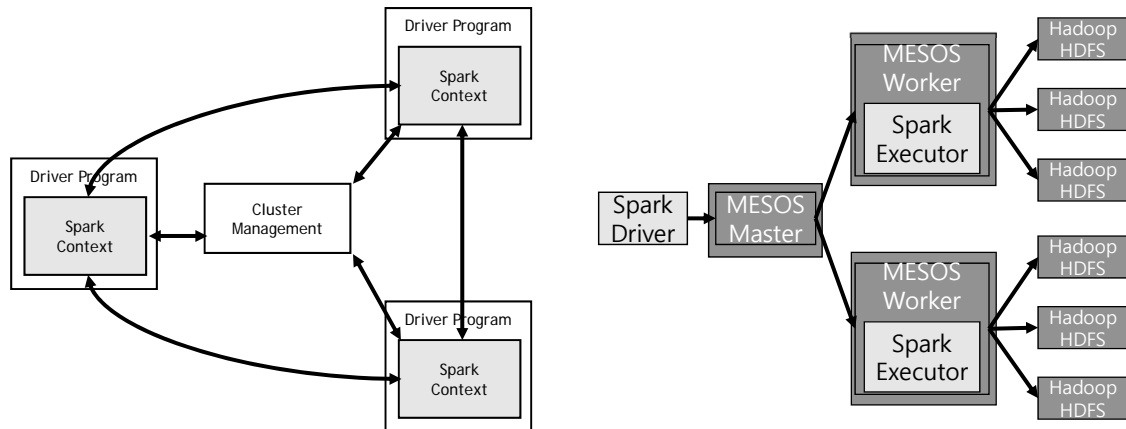 Driver Program
Spark
Context
Driver Program
Spark
Context
Cluster
Management
Driver Program
Spark
Context
Spark
Driver
MESOS
Master
MESOS
Worker
Spark
Executor
Hadoop
HDFS
Hadoop
HDFS
Hadoop
HDFS
MESOS
Worker
Spark
Executor
Hadoop
HDFS
Hadoop
HDFS
Hadoop
HDFS